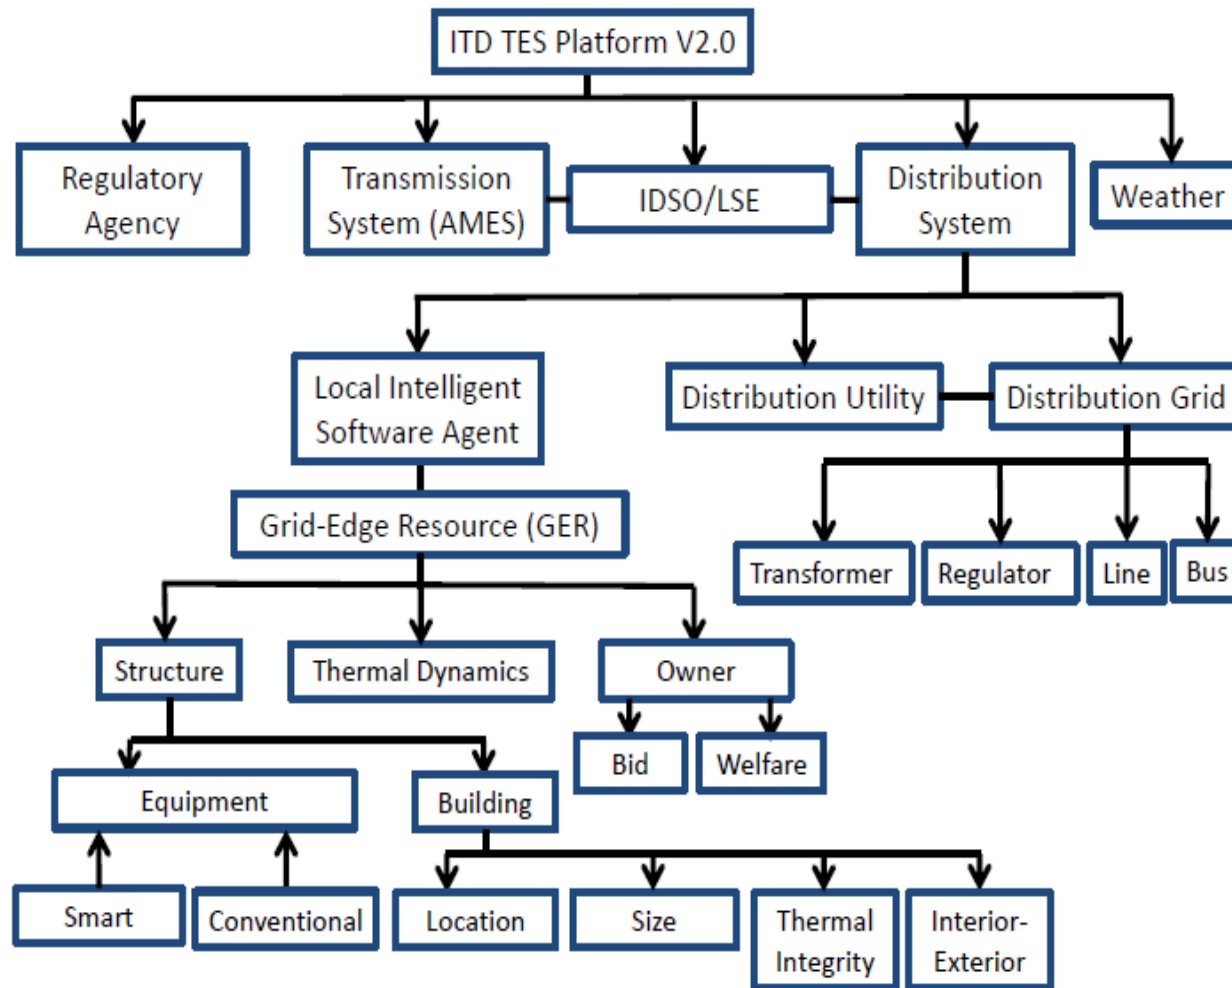 ITD TES Platform V2.0
Regulatory
Agency
Transmission
System (AMES)
IDSO/LSE
Distribution
System
Weather
Local Intelligent
Software Agent
Distribution Utility
Distribution Grid
Grid-Edge Resource (GER)
Transformer
Regulator
Line
Bus
Structure
Thermal Dynamics
Owner
Bid
Welfare
Equipment
Building
Smart
Conventional
Location
Size
Thermal
Integrity
Interior-
Exterior